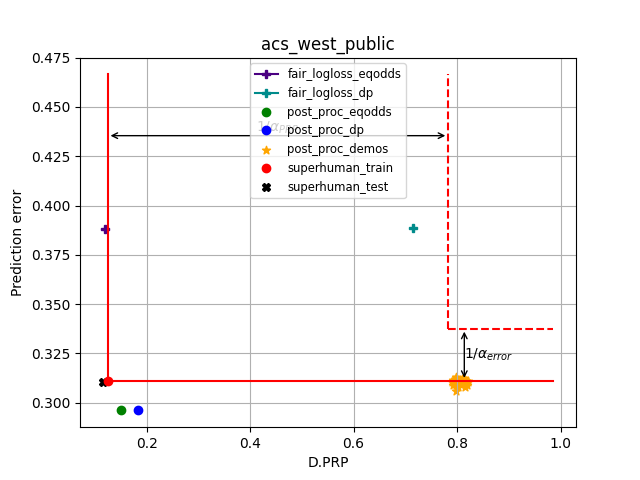 acs_west_public
0.475
0.450
0.425
0.400
0.375
0.350
0.325
0.300
Prediction error
fair_logloss_eqodds
fair_logloss_dp
post_proc_eqodds
post_proc_dp
post_proc_demos
superhuman_train
superhuman_test
1/α_error
0.2 0.4 0.6 0.8 1.0
D.PRP